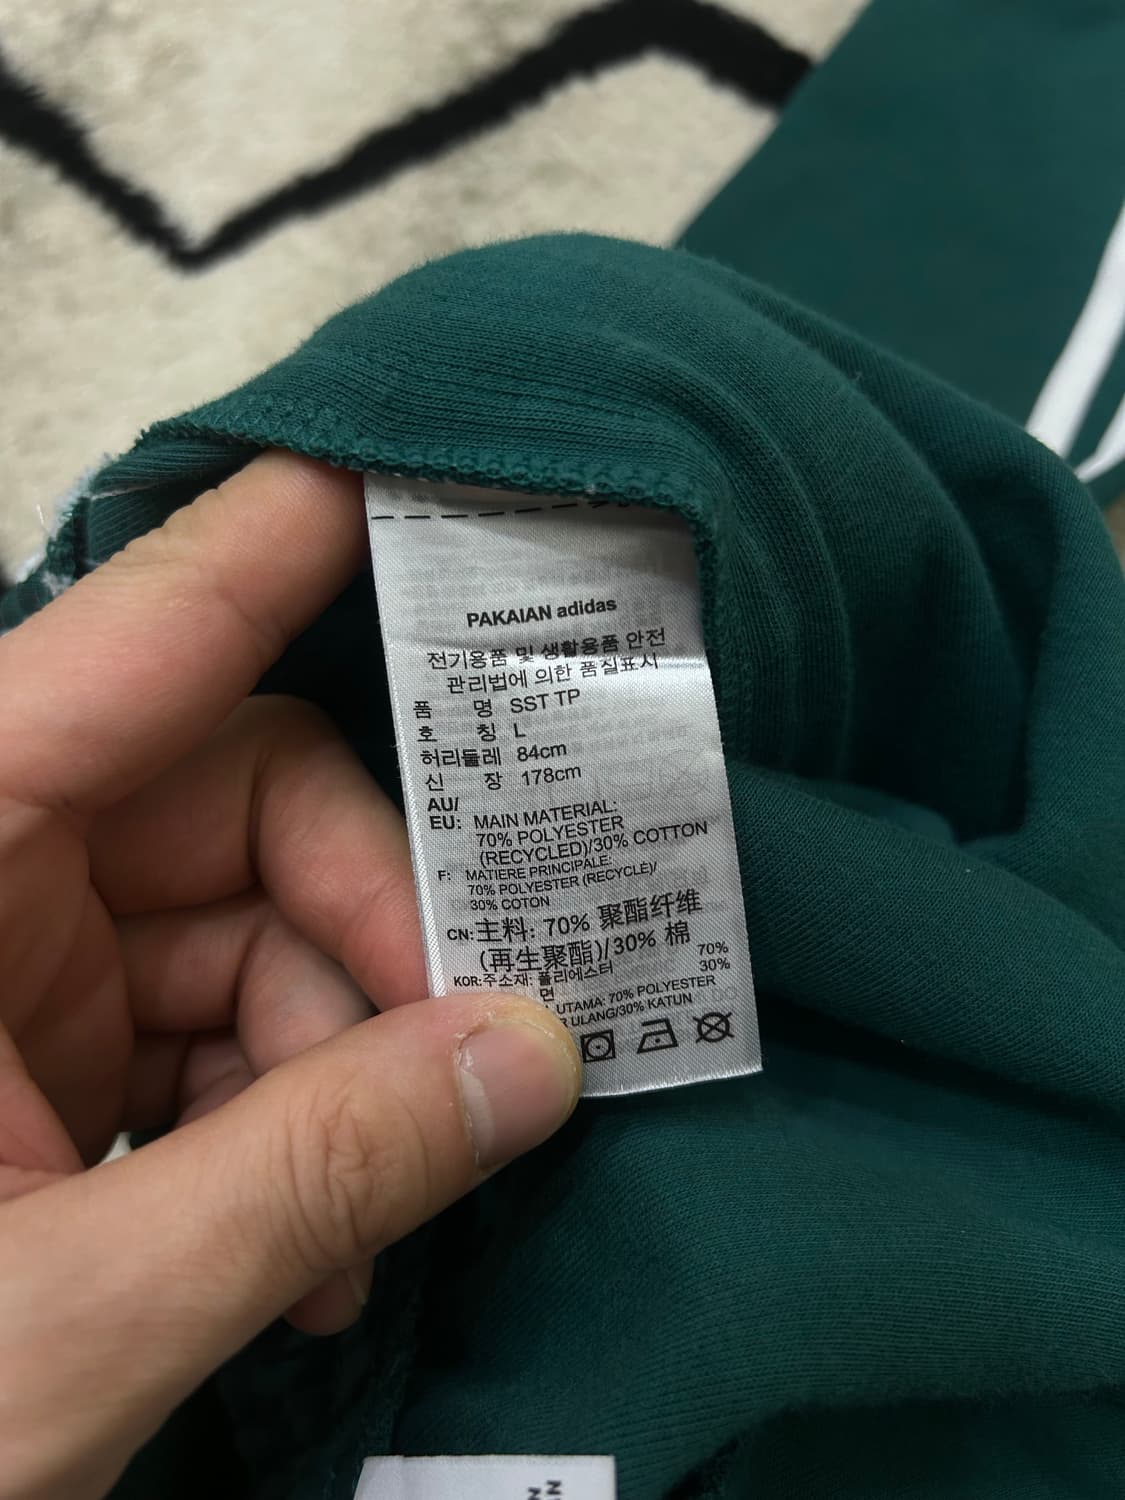 PAKAIAN adidas
전기용품 및 생활용품 안전
관리법에 의한 품질표시
품 명 SST TP
호 칭 L
허리둘레 84cm
신 장 178cm
AU/
EU: MAIN MATERIAL:
70% POLYESTER
(RECYCLED)/30% COTTON
F: MATIERE PRINCIPALE:
70% POLYESTER (RECYCLÉ)/
30% COTON
CN: 主料: 70% 聚酯纤维
(再生聚酯)/30% 棉
KOR: 주소재: 폴리에스터 70%
면 30%
UTAMA: 70% POLYESTER
ULANG/30% KATUN